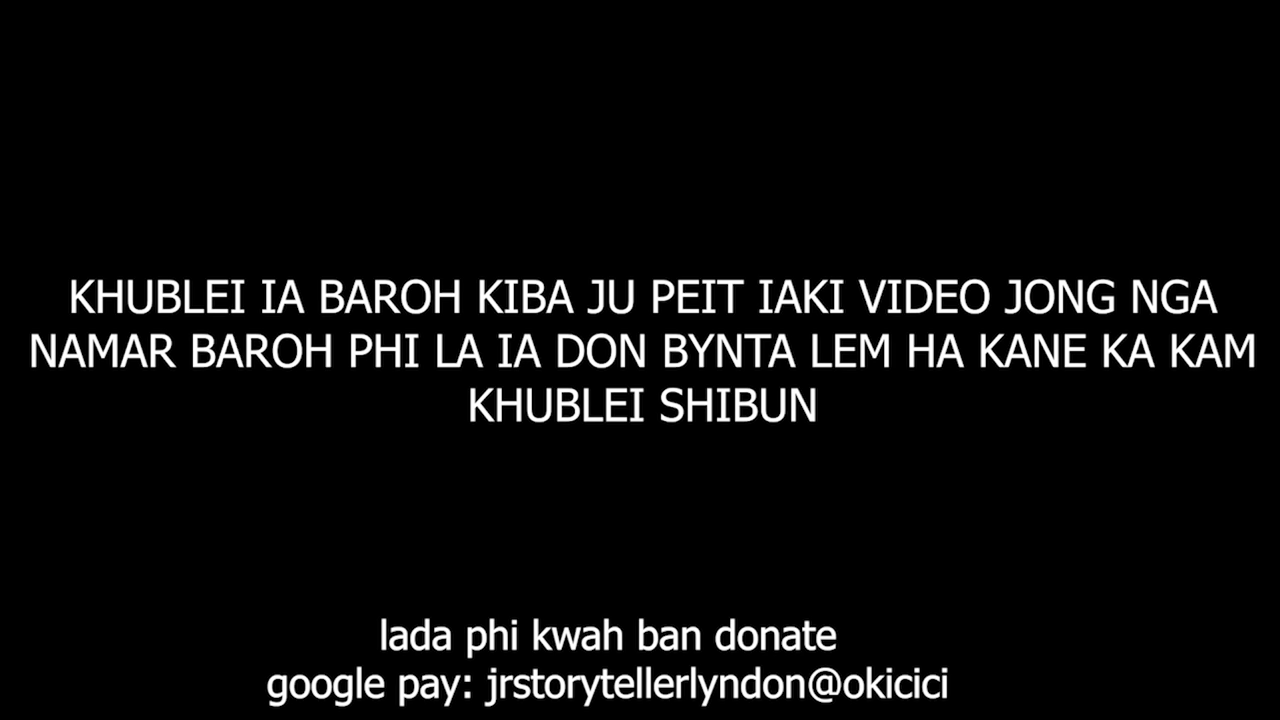 KHUBLEI IA BAROH KIBA JU PEIT IAKI VIDEO JONG NGA
NAMAR BAROH PHI LA IA DON BYNTA LEM HA KANE KA KAM
KHUBLEI SHIBUN
lada phi kwah ban donate
google pay: jrstorytellerlyndon@okicici